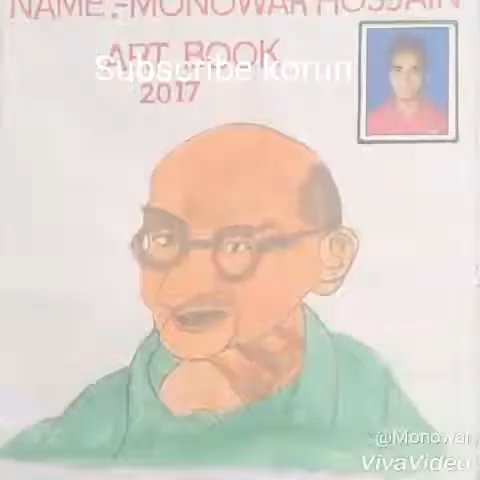 NAME :-MONOWAR HOSSAIN
ART BOOK
Subscribe korun
2017
@Monowar
VivaVideo